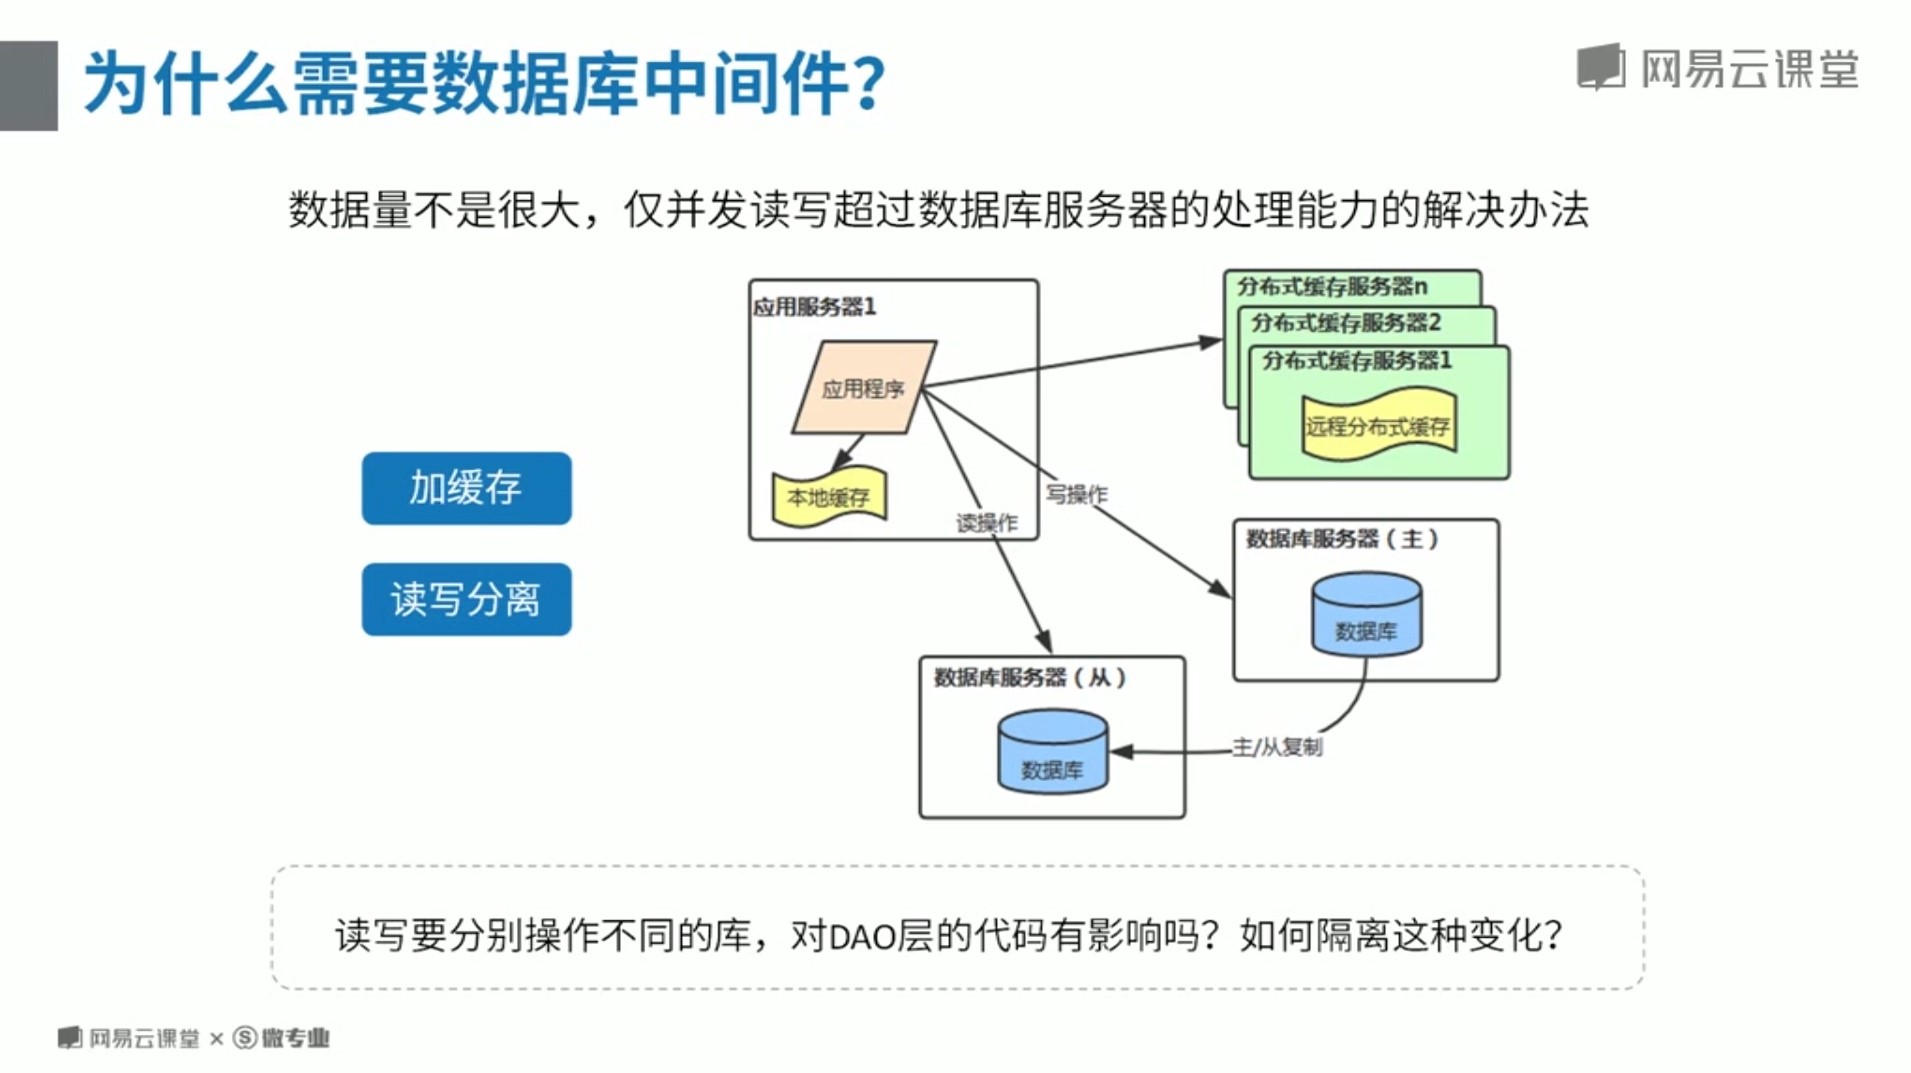 为什么需要数据库中间件？
网易云课堂
数据量不是很大，仅并发读写超过数据库服务器的处理能力的解决办法
加缓存
读写分离
应用服务器1
应用程序
本地缓存
读操作
写操作
分布式缓存服务器n
分布式缓存服务器2
分布式缓存服务器1
远程分布式缓存
数据库服务器（主）
数据库
数据库服务器（从）
数据库
主/从复制
读写要分别操作不同的库，对DAO层的代码有影响吗？如何隔离这种变化？
网易云课堂 × Ⓢ微专业